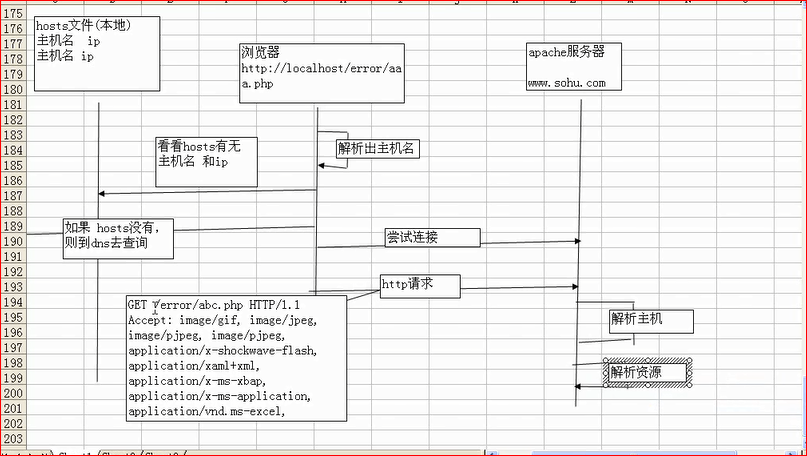 175
176
177
178
179
180
181
182
183
184
185
186
187
188
189
190
191
192
193
194
195
196
197
198
199
200
201
202
203
hosts文件(本地)
主机名 ip
主机名 ip
浏览器
http://localhost/error/aa
a.php
apache服务器
www.sohu.com
解析出主机名
看看hosts有无
主机名 和ip
如果 hosts没有,
则到dns去查询
尝试连接
http请求
GET /error/abc.php HTTP/1.1
Accept: image/gif, image/jpeg,
image/pjpeg, image/pjpeg,
application/x-shockwave-flash,
application/xaml+xml,
application/x-ms-xbap,
application/x-ms-application,
application/vnd.ms-excel,
解析主机
解析资源